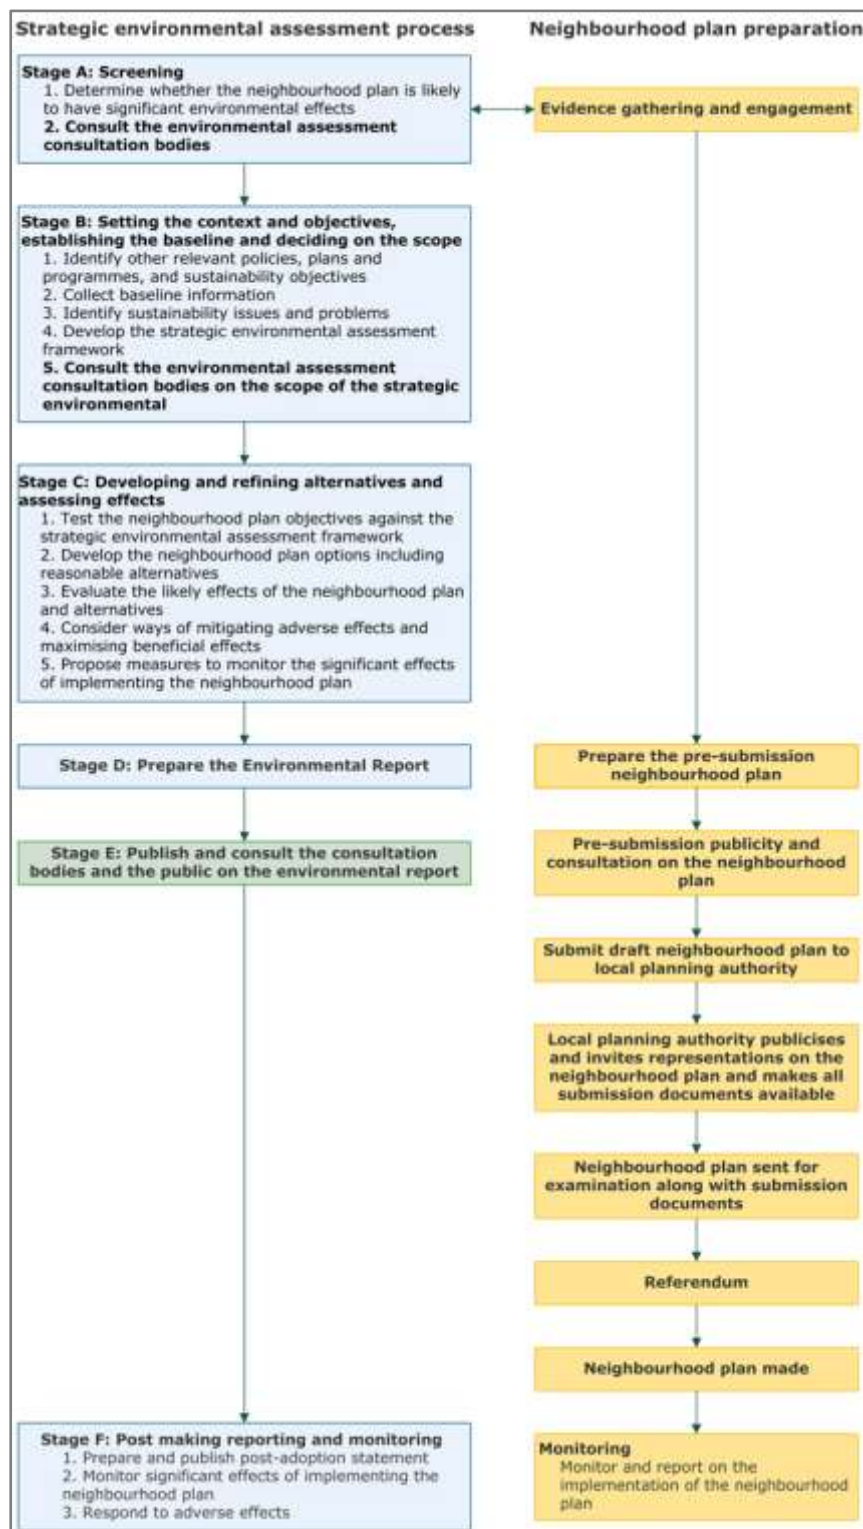 Strategic environmental assessment process
Neighbourhood plan preparation
Stage A: Screening
1. Determine whether the neighbourhood plan is likely
to have significant environmental effects
2. Consult the environmental assessment
consultation bodies
Evidence gathering and engagement
Stage B: Setting the context and objectives,
establishing the baseline and deciding on the scope
1. Identify other relevant policies, plans and
programmes, and sustainability objectives
2. Collect baseline information
3. Identify sustainability issues and problems
4. Develop the strategic environmental assessment
framework
5. Consult the environmental assessment
consultation bodies on the scope of the strategic
environmental
Stage C: Developing and refining alternatives and
assessing effects
1. Test the neighbourhood plan objectives against the
strategic environmental assessment framework
2. Develop the neighbourhood plan options including
reasonable alternatives
3. Evaluate the likely effects of the neighbourhood plan
and alternatives
4. Consider ways of mitigating adverse effects and
maximising beneficial effects
5. Propose measures to monitor the significant effects
of implementing the neighbourhood plan
Stage D: Prepare the Environmental Report
Prepare the pre-submission
neighbourhood plan
Stage E: Publish and consult the consultation
bodies and the public on the environmental report
Pre-submission publicity and
consultation on the neighbourhood
plan
Submit draft neighbourhood plan to
local planning authority
Local planning authority publicises
and invites representations on the
neighbourhood plan and makes all
submission documents available
Neighbourhood plan sent for
examination along with submission
documents
Referendum
Neighbourhood plan made
Stage F: Post making reporting and monitoring
1. Prepare and publish post-adoption statement
2. Monitor significant effects of implementing the
neighbourhood plan
3. Respond to adverse effects
Monitoring
Monitor and report on the
implementation of the neighbourhood
plan